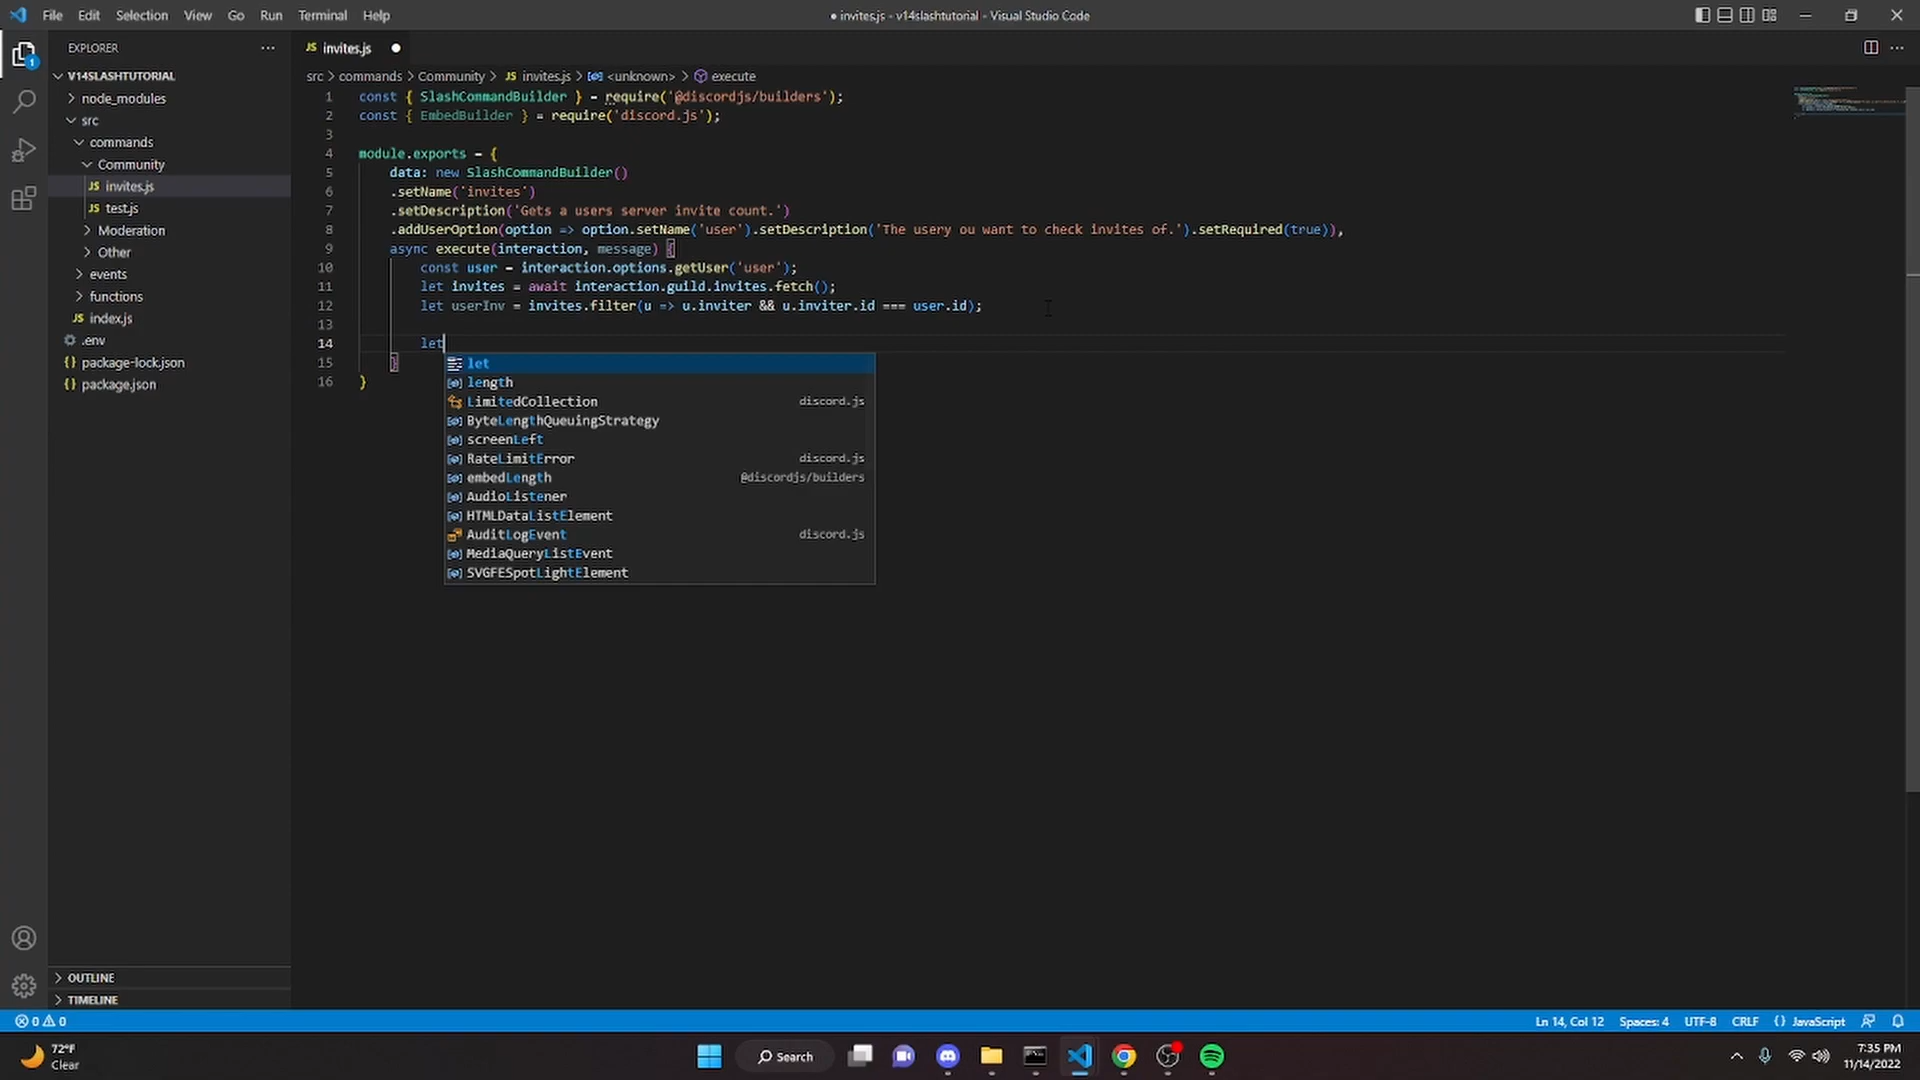 File Edit Selection View Go Run Terminal Help
● invites.js - v14slashtutorial - Visual Studio Code
EXPLORER
V14SLASHTUTORIAL
node_modules
src
commands
Community
JS invites.js
JS test.js
Moderation
Other
events
functions
JS index.js
.env
{} package-lock.json
{} package.json
OUTLINE
TIMELINE
1
JS invites.js ●
src > commands > Community > JS invites.js > <unknown> > execute
1 const { SlashCommandBuilder } = require('@discordjs/builders');
2 const { EmbedBuilder } = require('discord.js');
3
4 module.exports = {
5 data: new SlashCommandBuilder()
6 .setName('invites')
7 .setDescription('Gets a users server invite count.')
8 .addUserOption(option => option.setName('user').setDescription('The usery ou want to check invites of.').setRequired(true)),
9 async execute(interaction, message) {
10 const user = interaction.options.getUser('user');
11 let invites = await interaction.guild.invites.fetch();
12 let userInv = invites.filter(u => u.inviter && u.inviter.id === user.id);
13
14 let
15 }
16 }
let
length
LimitedCollection discord.js
ByteLengthQueuingStrategy
screenLeft
RateLimitError discord.js
embedLength @discordjs/builders
AudioListener
HTMLDataListElement
AuditLogEvent discord.js
MediaQueryListEvent
SVGFESpotLightElement
0 0 Ln 14, Col 12 Spaces: 4 UTF-8 CRLF {} JavaScript
72°F
Clear
Search
7:35 PM
11/14/2022